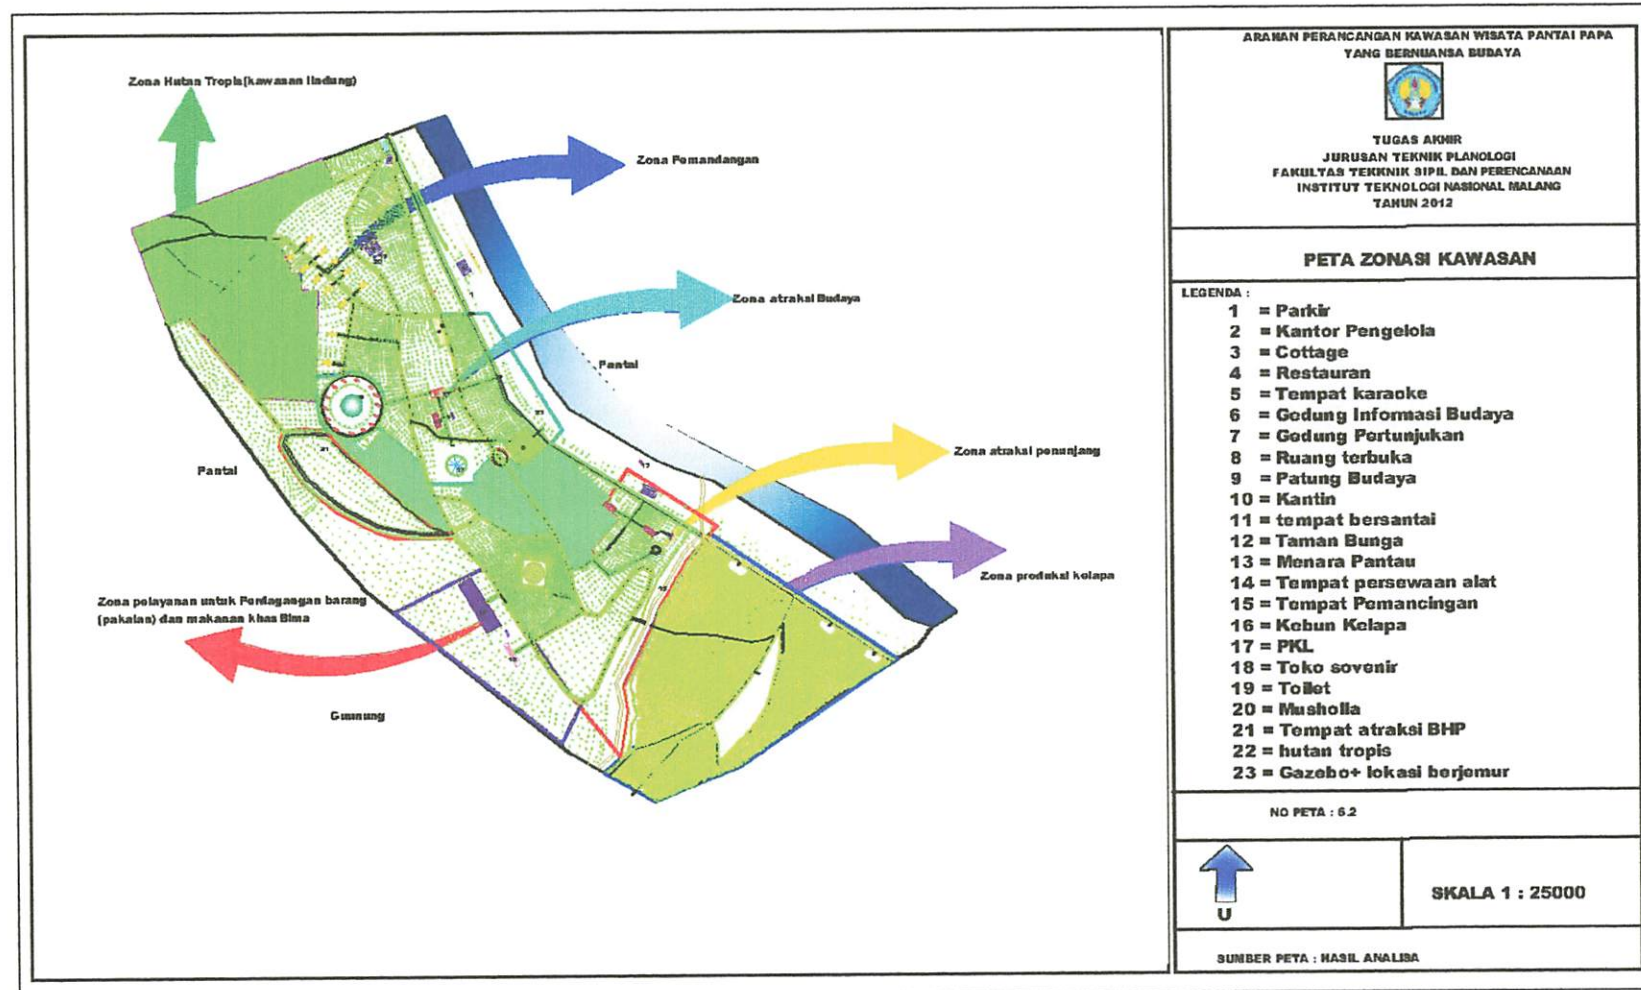 Zona Hutan Tropis(kawasan lindung)
Zona Pemandangan
Zona atraksi Budaya
Pantai
Pantai
Zona atraksi penunjang
Zona produksi kelapa
Zona pelayanan untuk Perdagangan barang
(pakaian) dan makanan khas Bima
Gunnung
ARAHAN PERANCANGAN KAWASAN WISATA PANTAI PAPA
YANG BERNUANSA BUDAYA
TUGAS AKHIR
JURUSAN TEKNIK PLANOLOGI
FAKULTAS TEKKNIK SIPIL DAN PERENCANAAN
INSTITUT TEKNOLOGI NASIONAL MALANG
TAHUN 2012
PETA ZONASI KAWASAN
LEGENDA :
1 = Parkir
2 = Kantor Pengelola
3 = Cottage
4 = Restauran
5 = Tempat karaoke
6 = Gedung Informasi Budaya
7 = Gedung Pertunjukan
8 = Ruang terbuka
9 = Patung Budaya
10 = Kantin
11 = tempat bersantai
12 = Taman Bunga
13 = Menara Pantau
14 = Tempat persewaan alat
15 = Tempat Pemancingan
16 = Kebun Kelapa
17 = PKL
18 = Toko sovenir
19 = Toilet
20 = Musholla
21 = Tempat atraksi BHP
22 = hutan tropis
23 = Gazebo+ lokasi berjemur
NO PETA : 6.2
U
SKALA 1 : 25000
SUMBER PETA : HASIL ANALISA